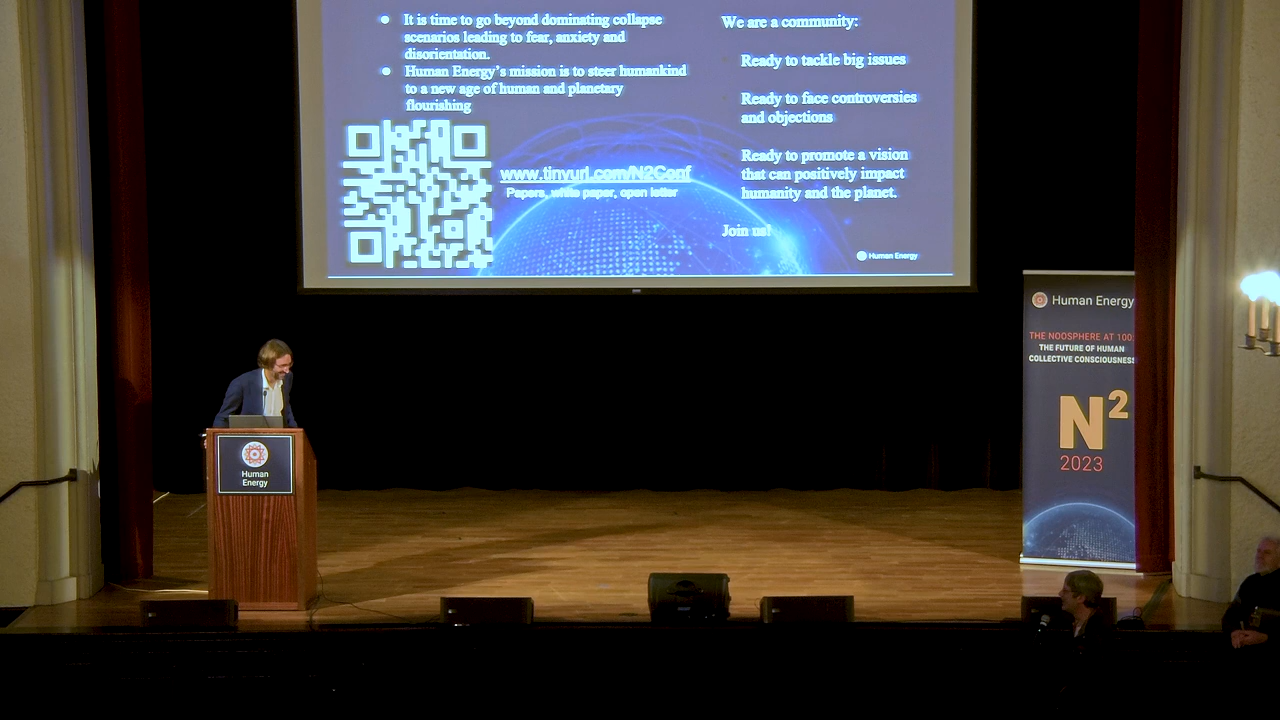 It is time to go beyond dominating collapse
scenarios leading to fear, anxiety and
disorientation.
Human Energy's mission is to steer humankind
to a new age of human and planetary
flourishing
www.tinyurl.com/N2Conf
Papers, white paper, open letter
We are a community:
Ready to tackle big issues
Ready to face controversies
and objections
Ready to promote a vision
that can positively impact
humanity and the planet.
Join us!
Human Energy
Human
Energy
Human Energy
THE NOOSPHERE AT 100:
THE FUTURE OF HUMAN
COLLECTIVE CONSCIOUSNESS
N²
2023